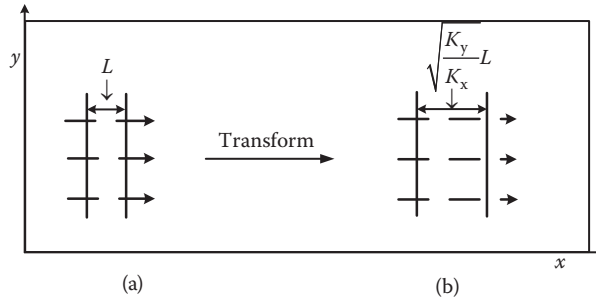 y
L
Transform
√(K_y/K_x) L
x
(a)
(b)